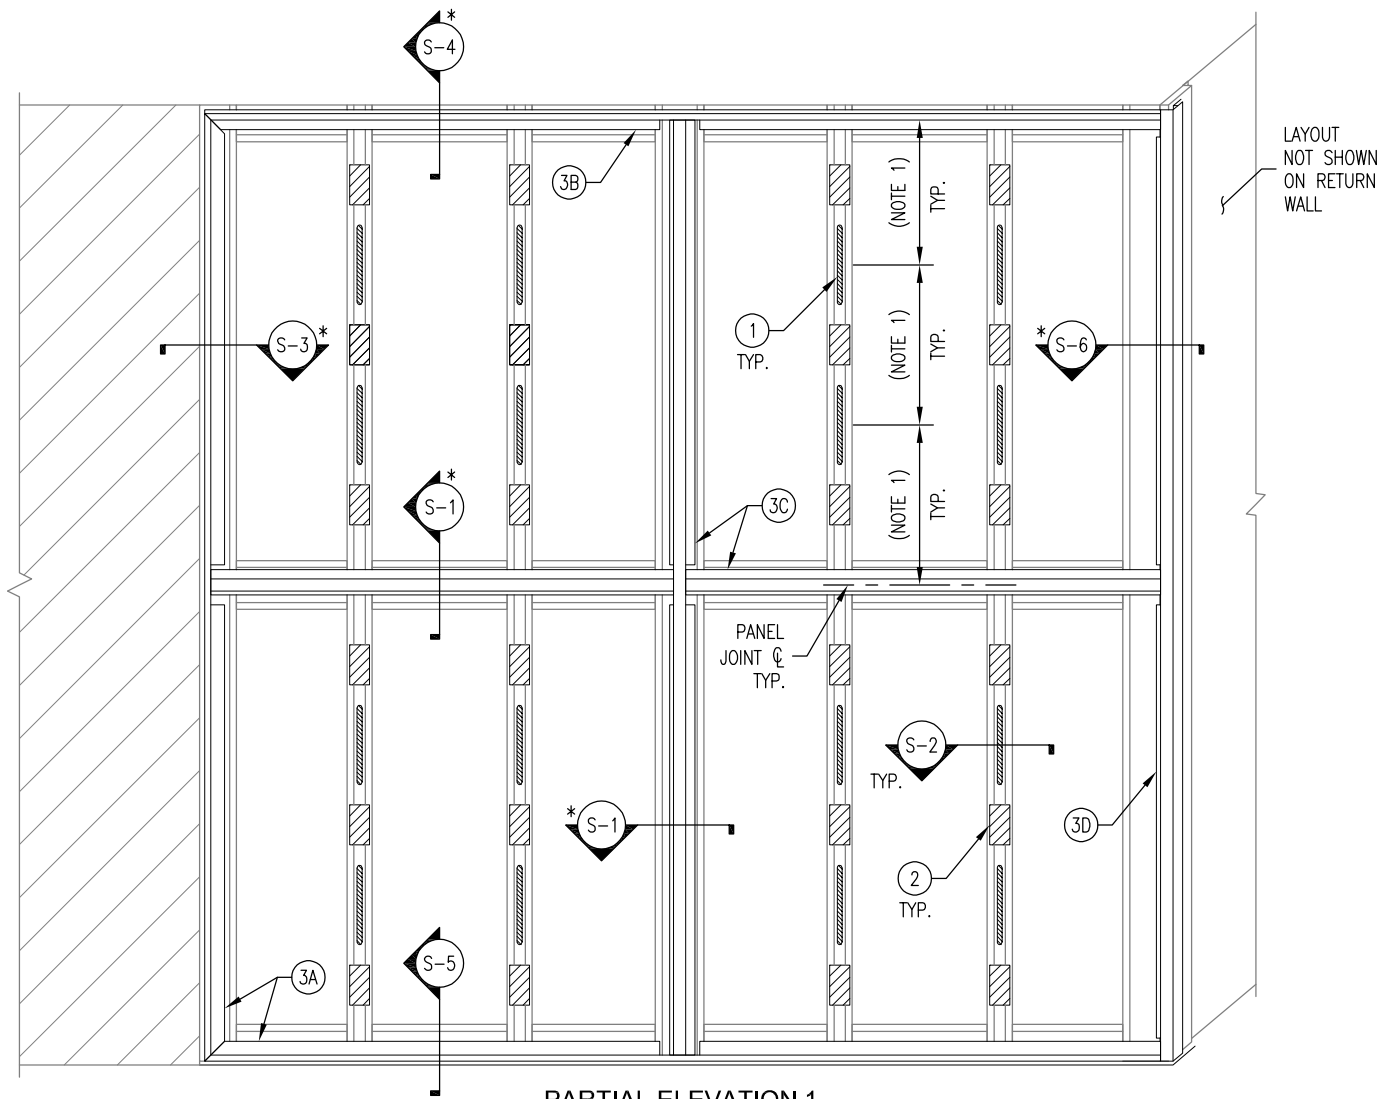 S-4 *
LAYOUT
NOT SHOWN
ON RETURN
WALL
3B
(NOTE 1)
TYP.
1
TYP.
(NOTE 1)
TYP.
S-3 *
* S-6
S-1 *
3C
(NOTE 1)
TYP.
PANEL
JOINT ℄
TYP.
S-2
TYP.
* S-1
3D
2
TYP.
S-5
3A
PARTIAL ELEVATION 1